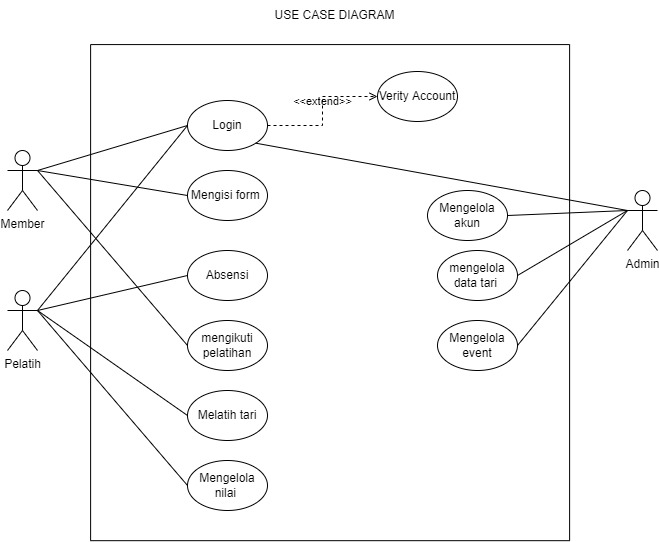 USE CASE DIAGRAM
Verity Account
<<extend>>
Login
Mengisi form
Mengelola
akun
Member
Absensi
mengelola
data tari
Admin
mengikuti
pelatihan
Mengelola
event
Pelatih
Melatih tari
Mengelola
nilai